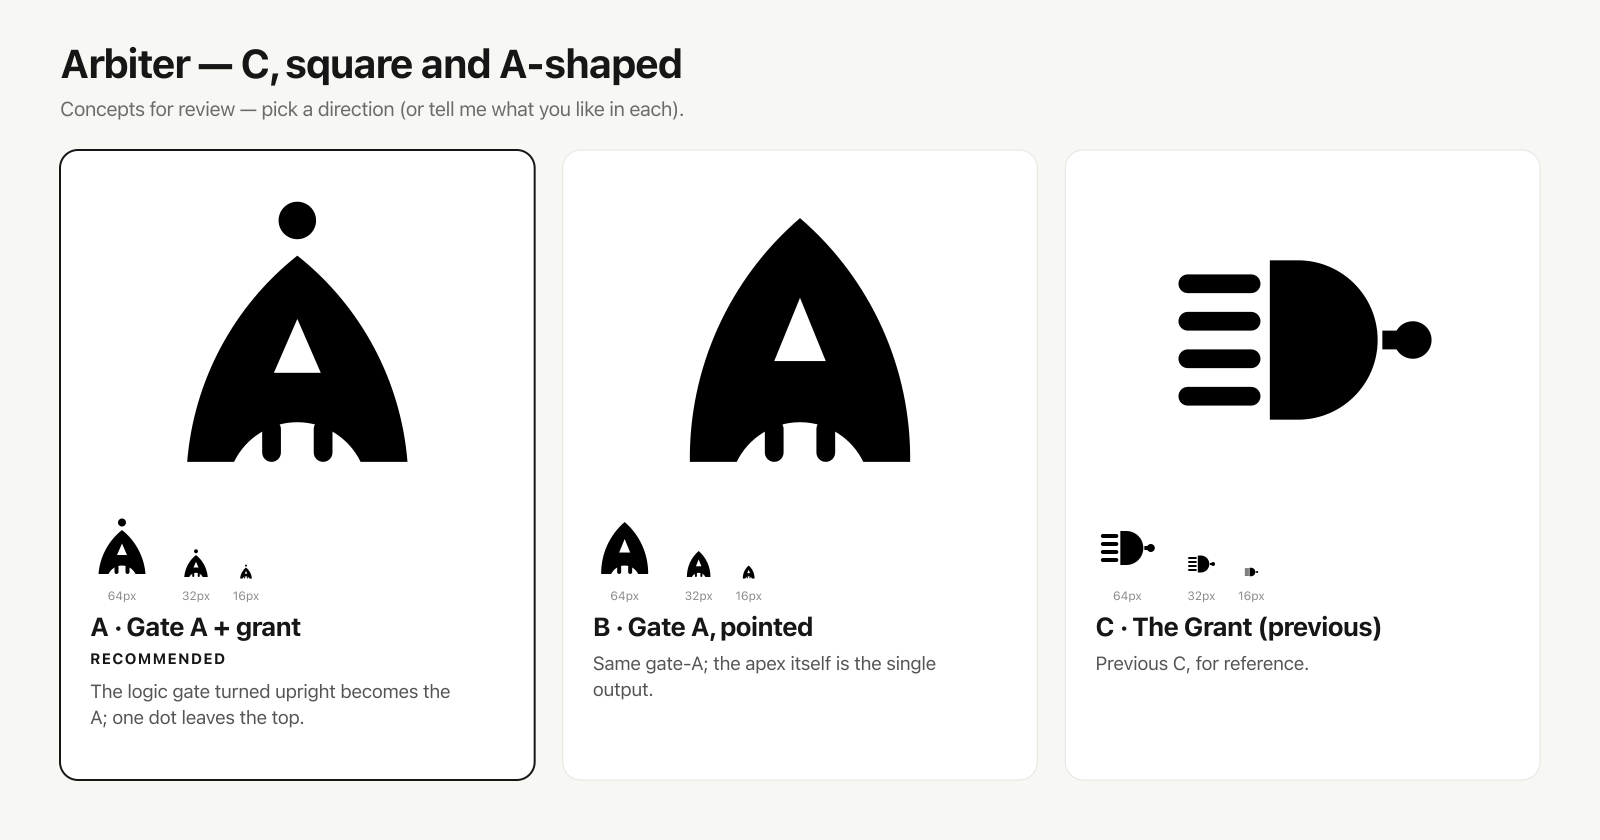 Arbiter — C, square and A-shaped
Concepts for review — pick a direction (or tell me what you like in each).
64px 32px 16px
A · Gate A + grant
RECOMMENDED
The logic gate turned upright becomes the
A; one dot leaves the top.
64px 32px 16px
B · Gate A, pointed
Same gate-A; the apex itself is the single
output.
64px 32px 16px
C · The Grant (previous)
Previous C, for reference.